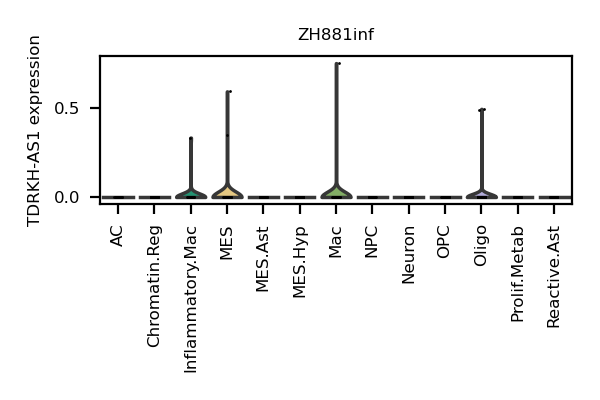 ZH881inf
TDRKH-AS1 expression
0.5
0.0
AC
Chromatin.Reg
Inflammatory.Mac
MES
MES.Ast
MES.Hyp
Mac
NPC
Neuron
OPC
Oligo
Prolif.Metab
Reactive.Ast